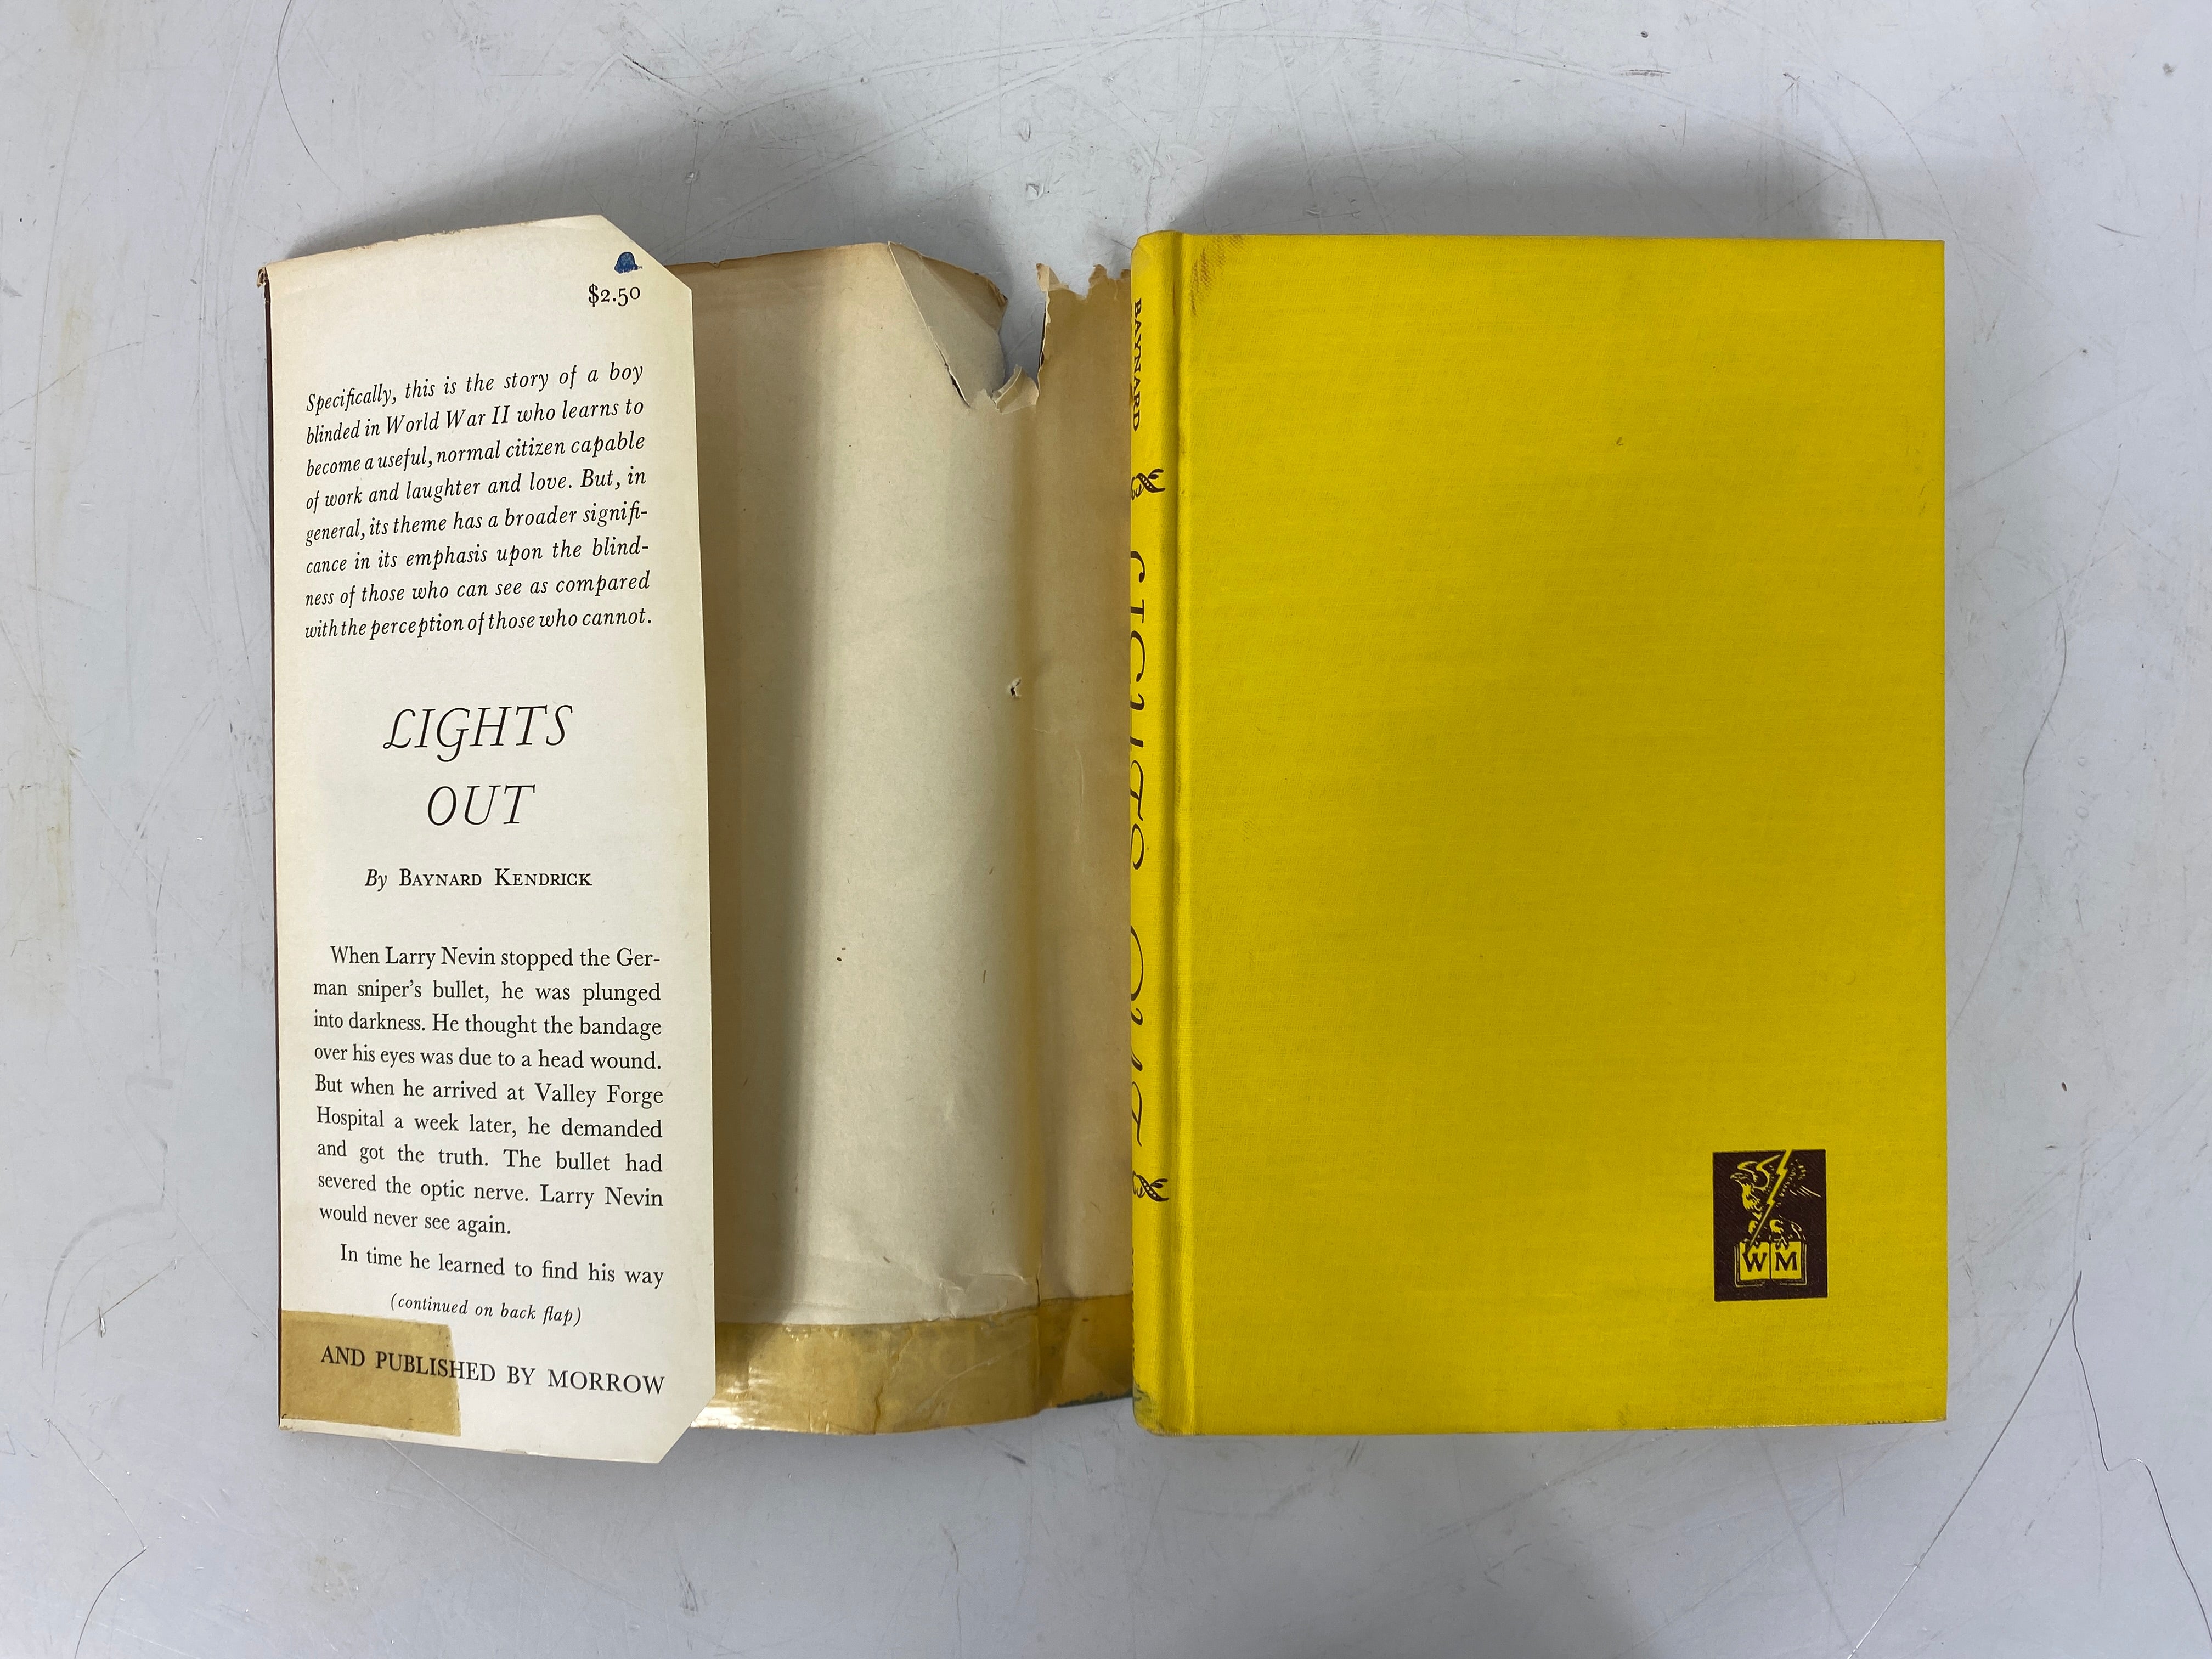 $2.50
Specifically, this is the story of a boy
blinded in World War II who learns to
become a useful, normal citizen capable
of work and laughter and love. But, in
general, its theme has a broader signifi-
cance in its emphasis upon the blind-
ness of those who can see as compared
with the perception of those who cannot.
LIGHTS
OUT
By BAYNARD KENDRICK
When Larry Nevin stopped the Ger-
man sniper's bullet, he was plunged
into darkness. He thought the bandage
over his eyes was due to a head wound.
But when he arrived at Valley Forge
Hospital a week later, he demanded
and got the truth. The bullet had
severed the optic nerve. Larry Nevin
would never see again.
In time he learned to find his way
(continued on back flap)
AND PUBLISHED BY MORROW
BAYNARD
LIGHTS OUT
W M